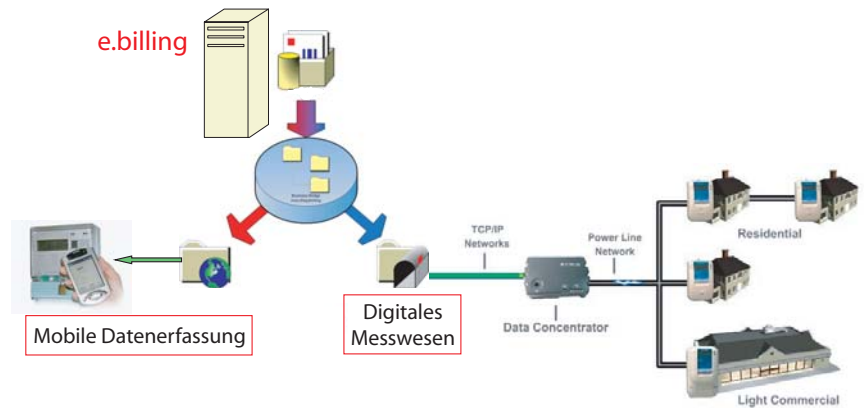 e.billing
TCP/IP
Networks
Power Line
Network
Residential
Mobile Datenerfassung
Digitales
Messwesen
Data Concentrator
Light Commercial